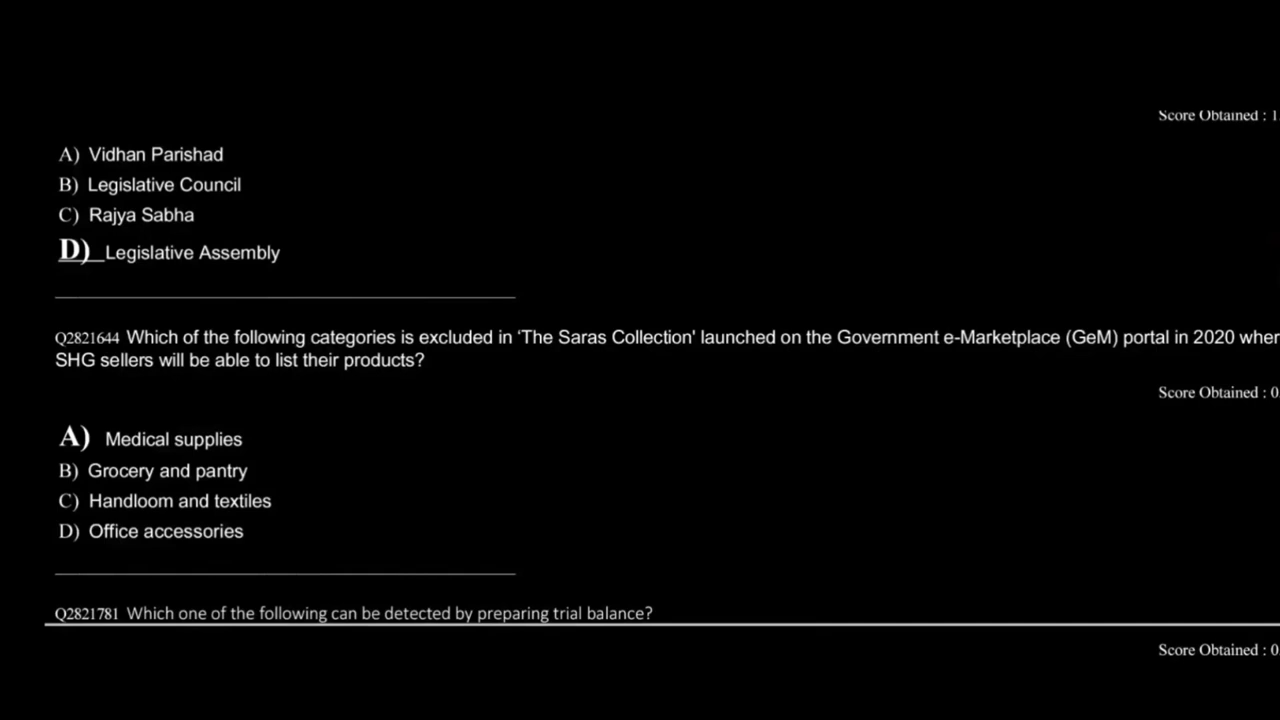 Score Obtained : 1
A) Vidhan Parishad
B) Legislative Council
C) Rajya Sabha
D) Legislative Assembly
Q2821644 Which of the following categories is excluded in ‘The Saras Collection' launched on the Government e-Marketplace (GeM) portal in 2020 wher
SHG sellers will be able to list their products?
Score Obtained : 0
A) Medical supplies
B) Grocery and pantry
C) Handloom and textiles
D) Office accessories
Q2821781 Which one of the following can be detected by preparing trial balance?
Score Obtained : 0